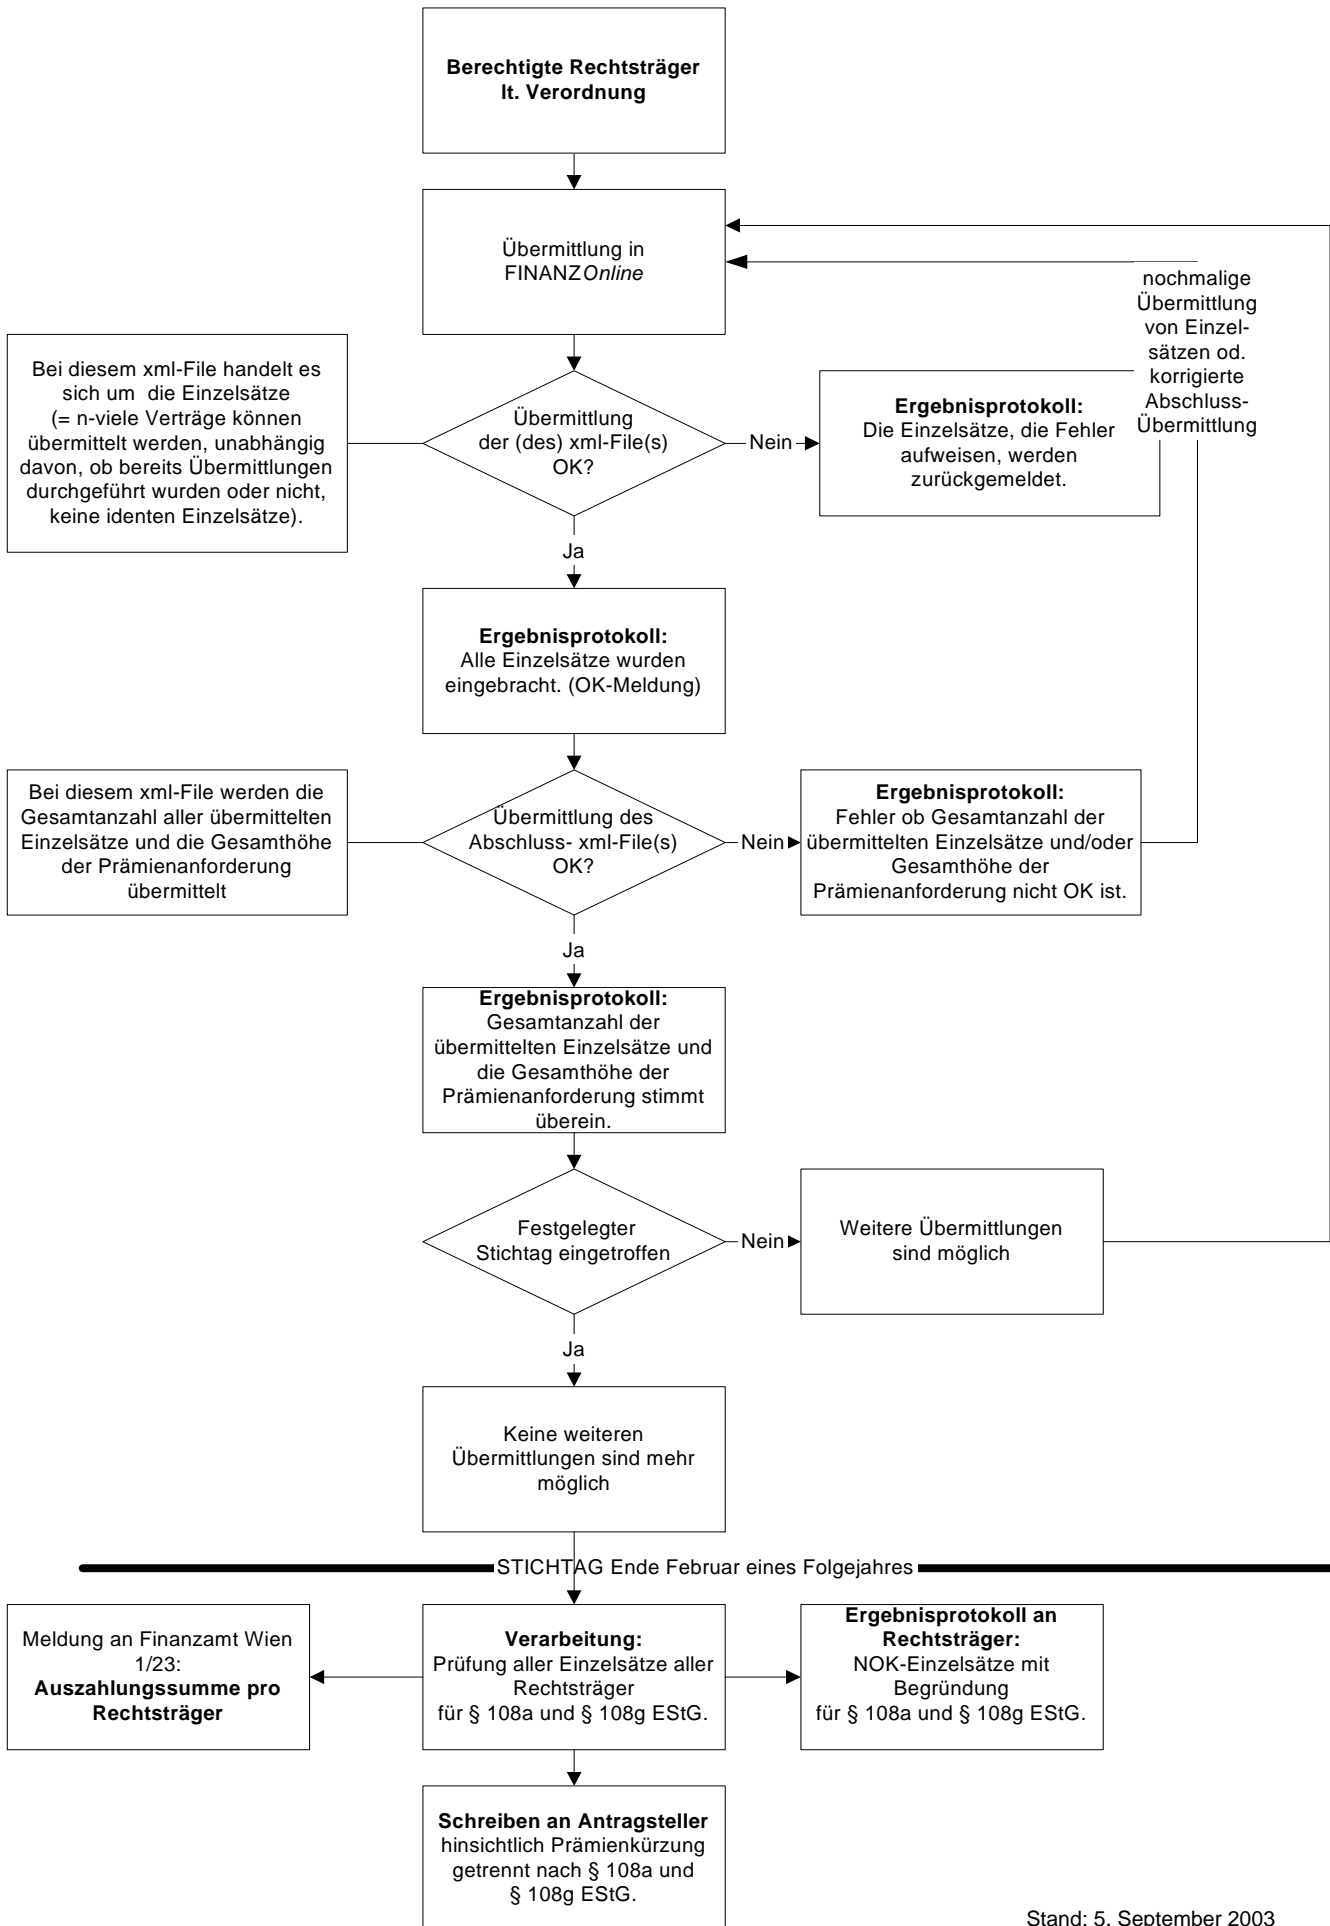 Berechtigte Rechtsträger
lt. Verordnung
Übermittlung in
FINANZOnline
nochmalige
Übermittlung
von Einzel-
sätzen od.
korrigierte
Abschluss-
Übermittlung
Bei diesem xml-File handelt es
sich um  die Einzelsätze
(= n-viele Verträge können
übermittelt werden, unabhängig
davon, ob bereits Übermittlungen
durchgeführt wurden oder nicht,
keine identen Einzelsätze).
Übermittlung
der (des) xml-File(s)
OK?
Nein
Ergebnisprotokoll:
Die Einzelsätze, die Fehler
aufweisen, werden
zurückgemeldet.
Ja
Ergebnisprotokoll:
Alle Einzelsätze wurden
eingebracht. (OK-Meldung)
Bei diesem xml-File werden die
Gesamtanzahl aller übermittelten
Einzelsätze und die Gesamthöhe
der Prämienanforderung
übermittelt
Übermittlung des
Abschluss- xml-File(s)
OK?
Nein
Ergebnisprotokoll:
Fehler ob Gesamtanzahl der
übermittelten Einzelsätze und/oder
Gesamthöhe der
Prämienanforderung nicht OK ist.
Ja
Ergebnisprotokoll:
Gesamtanzahl der
übermittelten Einzelsätze und
die Gesamthöhe der
Prämienanforderung stimmt
überein.
Festgelegter
Stichtag eingetroffen
Nein
Weitere Übermittlungen
sind möglich
Ja
Keine weiteren
Übermittlungen sind mehr
möglich
STICHTAG Ende Februar eines Folgejahres
Meldung an Finanzamt Wien
1/23:
Auszahlungssumme pro
Rechtsträger
Verarbeitung:
Prüfung aller Einzelsätze aller
Rechtsträger
für § 108a und § 108g EStG.
Ergebnisprotokoll an
Rechtsträger:
NOK-Einzelsätze mit
Begründung
für § 108a und § 108g EStG.
Schreiben an Antragsteller
hinsichtlich Prämienkürzung
getrennt nach § 108a und
§ 108g EStG.
Stand: 5. September 2003